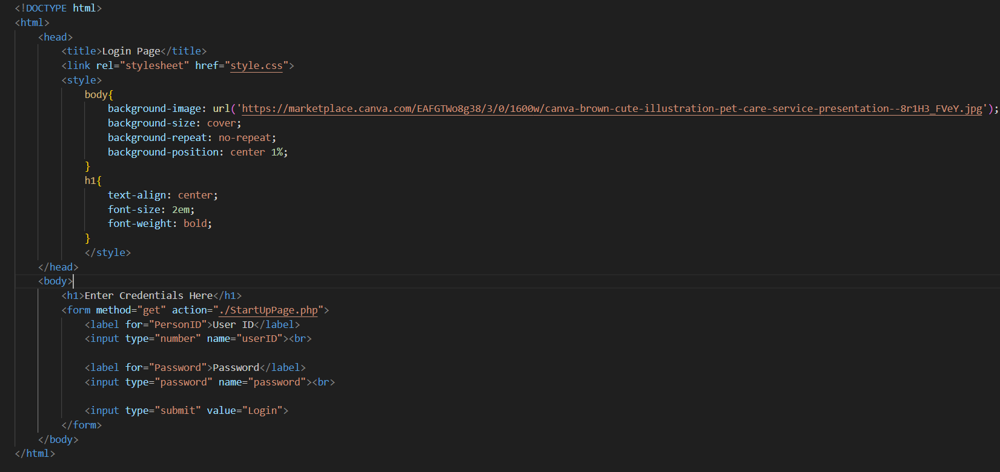 <!DOCTYPE html>
<html>
<head>
<title>Login Page</title>
<link rel="stylesheet" href="style.css">
<style>
body{
background-image: url('https://marketplace.canva.com/EAFGTWo8g38/3/0/1600w/canva-brown-cute-illustration-pet-care-service-presentation--8r1H3_FVeY.jpg');
background-size: cover;
background-repeat: no-repeat;
background-position: center 1%;
}
h1{
text-align: center;
font-size: 2em;
font-weight: bold;
}
</style>
</head>
<body>
<h1>Enter Credentials Here</h1>
<form method="get" action="./StartUpPage.php">
<label for="PersonID">User ID</label>
<input type="number" name="userID"><br>
<label for="Password">Password</label>
<input type="password" name="password"><br>
<input type="submit" value="Login">
</form>
</body>
</html>